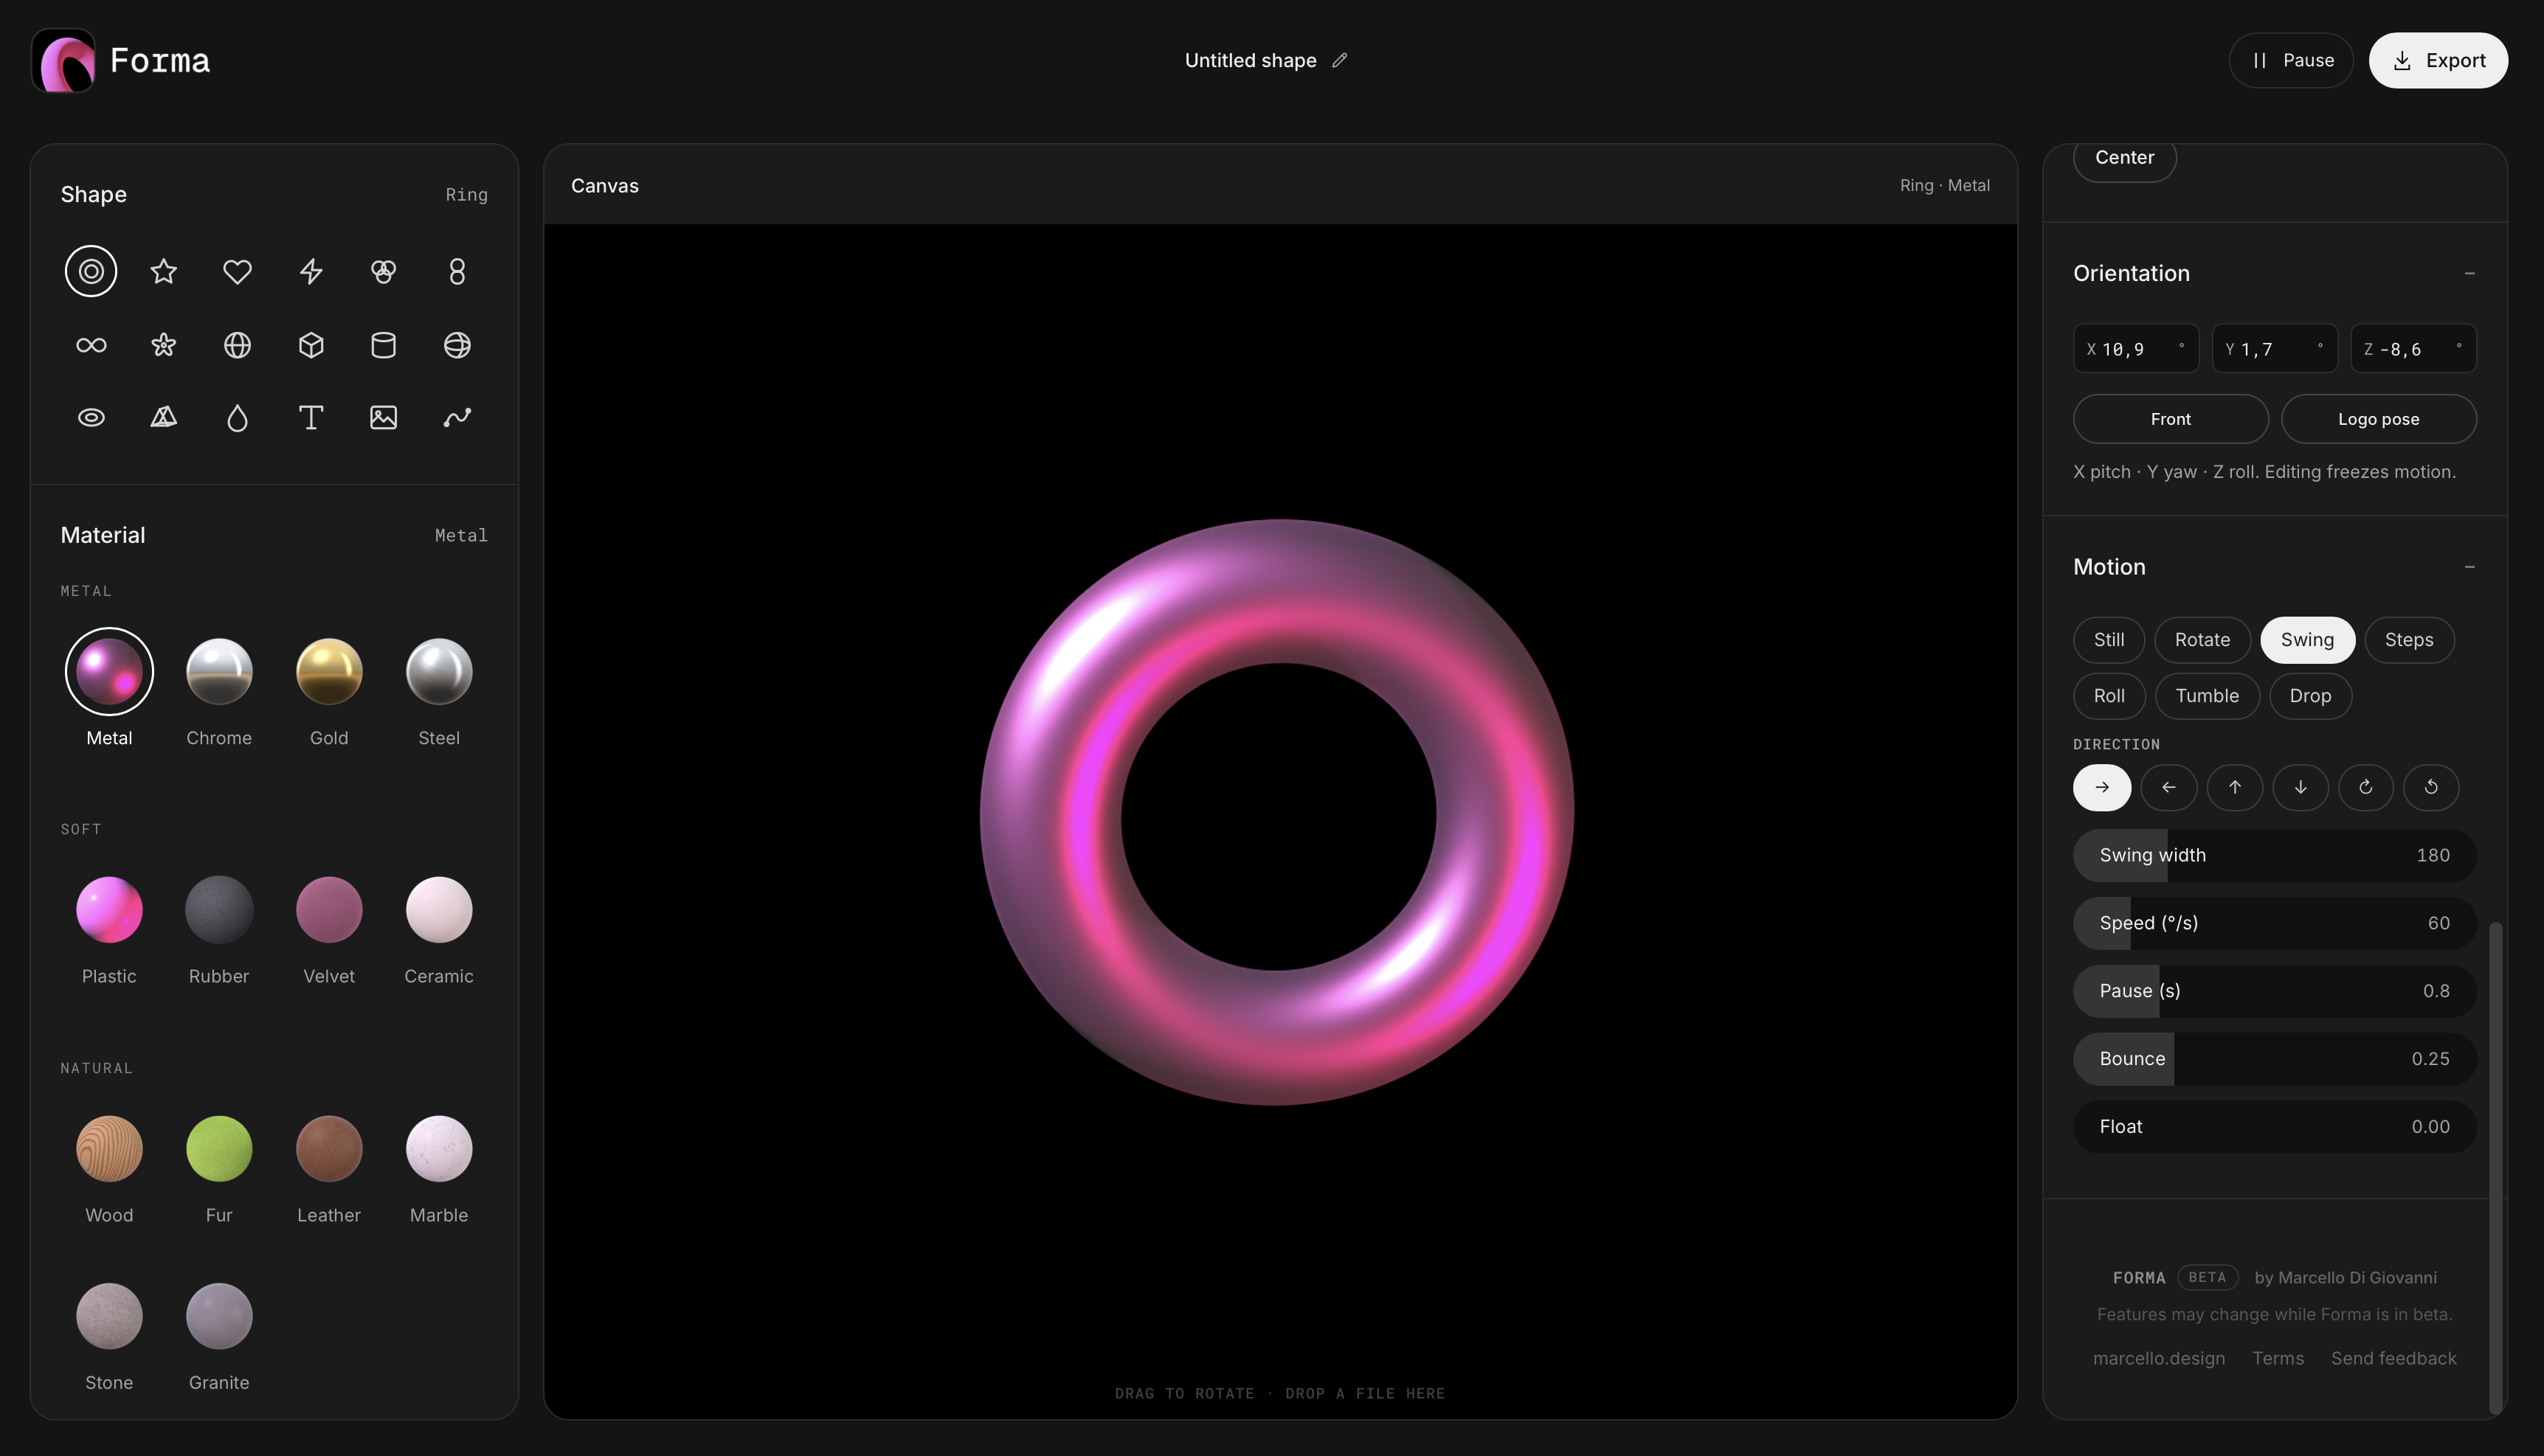 Forma
Untitled shape
Pause
Export
Shape
Ring
Material
Metal
METAL
Metal
Chrome
Gold
Steel
SOFT
Plastic
Rubber
Velvet
Ceramic
NATURAL
Wood
Fur
Leather
Marble
Stone
Granite
Canvas
Ring · Metal
DRAG TO ROTATE · DROP A FILE HERE
Center
Orientation
X 10,9 °
Y 1,7 °
Z -8,6 °
Front
Logo pose
X pitch · Y yaw · Z roll. Editing freezes motion.
Motion
Still
Rotate
Swing
Steps
Roll
Tumble
Drop
DIRECTION
Swing width 180
Speed (°/s) 60
Pause (s) 0.8
Bounce 0.25
Float 0.00
FORMA BETA by Marcello Di Giovanni
Features may change while Forma is in beta.
marcello.design Terms Send feedback